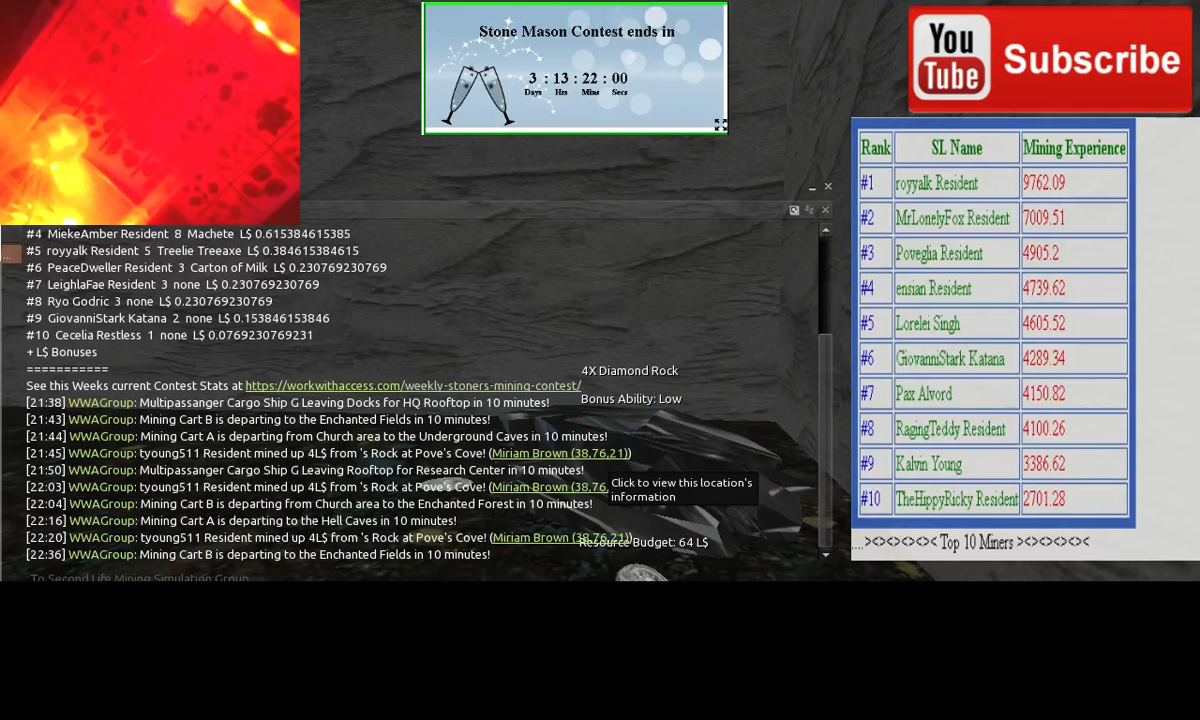 Stone Mason Contest ends in
3 : 13 : 22 : 00
Days Hrs Mins Secs
You
Tube
Subscribe
Rank SL Name Mining Experience
#1 royyalk Resident 9762.09
#2 MrLonelyFox Resident 7009.51
#3 Poveglia Resident 4905.2
#4 ensian Resident 4739.62
#5 Lorelei Singh 4605.52
#6 GiovanniStark Katana 4289.34
#7 Pax Alvord 4150.82
#8 RagingTeddy Resident 4100.26
#9 Kalvin Young 3386.62
#10 TheHippyRicky Resident 2701.28
....><><><><>< Top 10 Miners ><><><><><
#4 MiekeAmber Resident 8 Machete L$ 0.615384615385
#5 royyalk Resident 5 Treelie Treeaxe L$ 0.384615384615
#6 PeaceDweller Resident 3 Carton of Milk L$ 0.230769230769
#7 LeighlaFae Resident 3 none L$ 0.230769230769
#8 Ryo Godric 3 none L$ 0.230769230769
#9 GiovanniStark Katana 2 none L$ 0.153846153846
#10 Cecelia Restless 1 none L$ 0.0769230769231
+ L$ Bonuses
===========
See this Weeks current Contest Stats at https://workwithaccess.com/weekly-stoners-mining-contest/
[21:38] WWAGroup: Multipassanger Cargo Ship G Leaving Docks for HQ Rooftop in 10 minutes!
[21:43] WWAGroup: Mining Cart B is departing to the Enchanted Fields in 10 minutes!
[21:44] WWAGroup: Mining Cart A is departing from Church area to the Underground Caves in 10 minutes!
[21:45] WWAGroup: tyoung511 Resident mined up 4L$ from 's Rock at Pove's Cove! (Miriam Brown (38,76,21))
[21:50] WWAGroup: Multipassanger Cargo Ship G Leaving Rooftop for Research Center in 10 minutes!
[22:03] WWAGroup: tyoung511 Resident mined up 4L$ from 's Rock at Pove's Cove! (Miriam Brown (38,76,
[22:04] WWAGroup: Mining Cart B is departing from Church area to the Enchanted Forest in 10 minutes!
[22:16] WWAGroup: Mining Cart A is departing to the Hell Caves in 10 minutes!
[22:20] WWAGroup: tyoung511 Resident mined up 4L$ from 's Rock at Pove's Cove! (Miriam Brown (38,76,21))
[22:36] WWAGroup: Mining Cart B is departing to the Enchanted Fields in 10 minutes!
4X Diamond Rock
Bonus Ability: Low
Click to view this location's
information
Resource Budget: 64 L$
To Second Life Mining Simulation Group
...